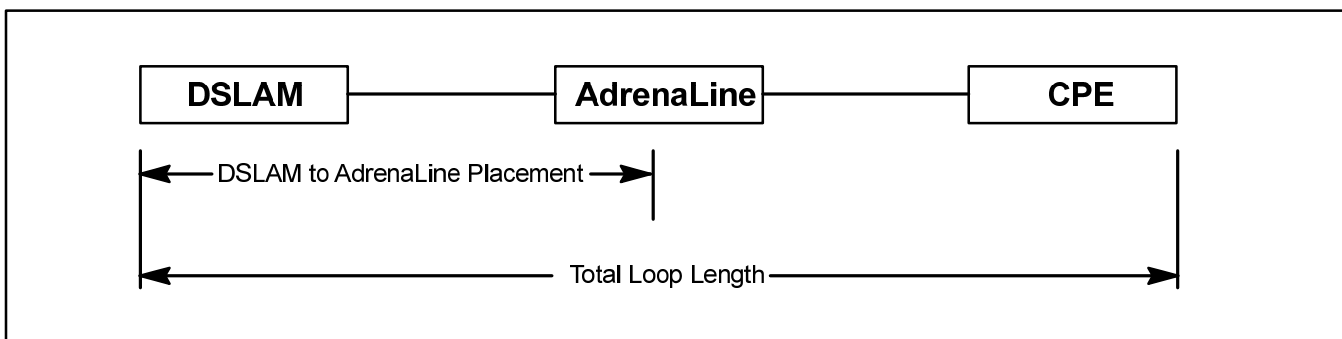 DSLAM AdrenaLine CPE
DSLAM to AdrenaLine Placement
Total Loop Length